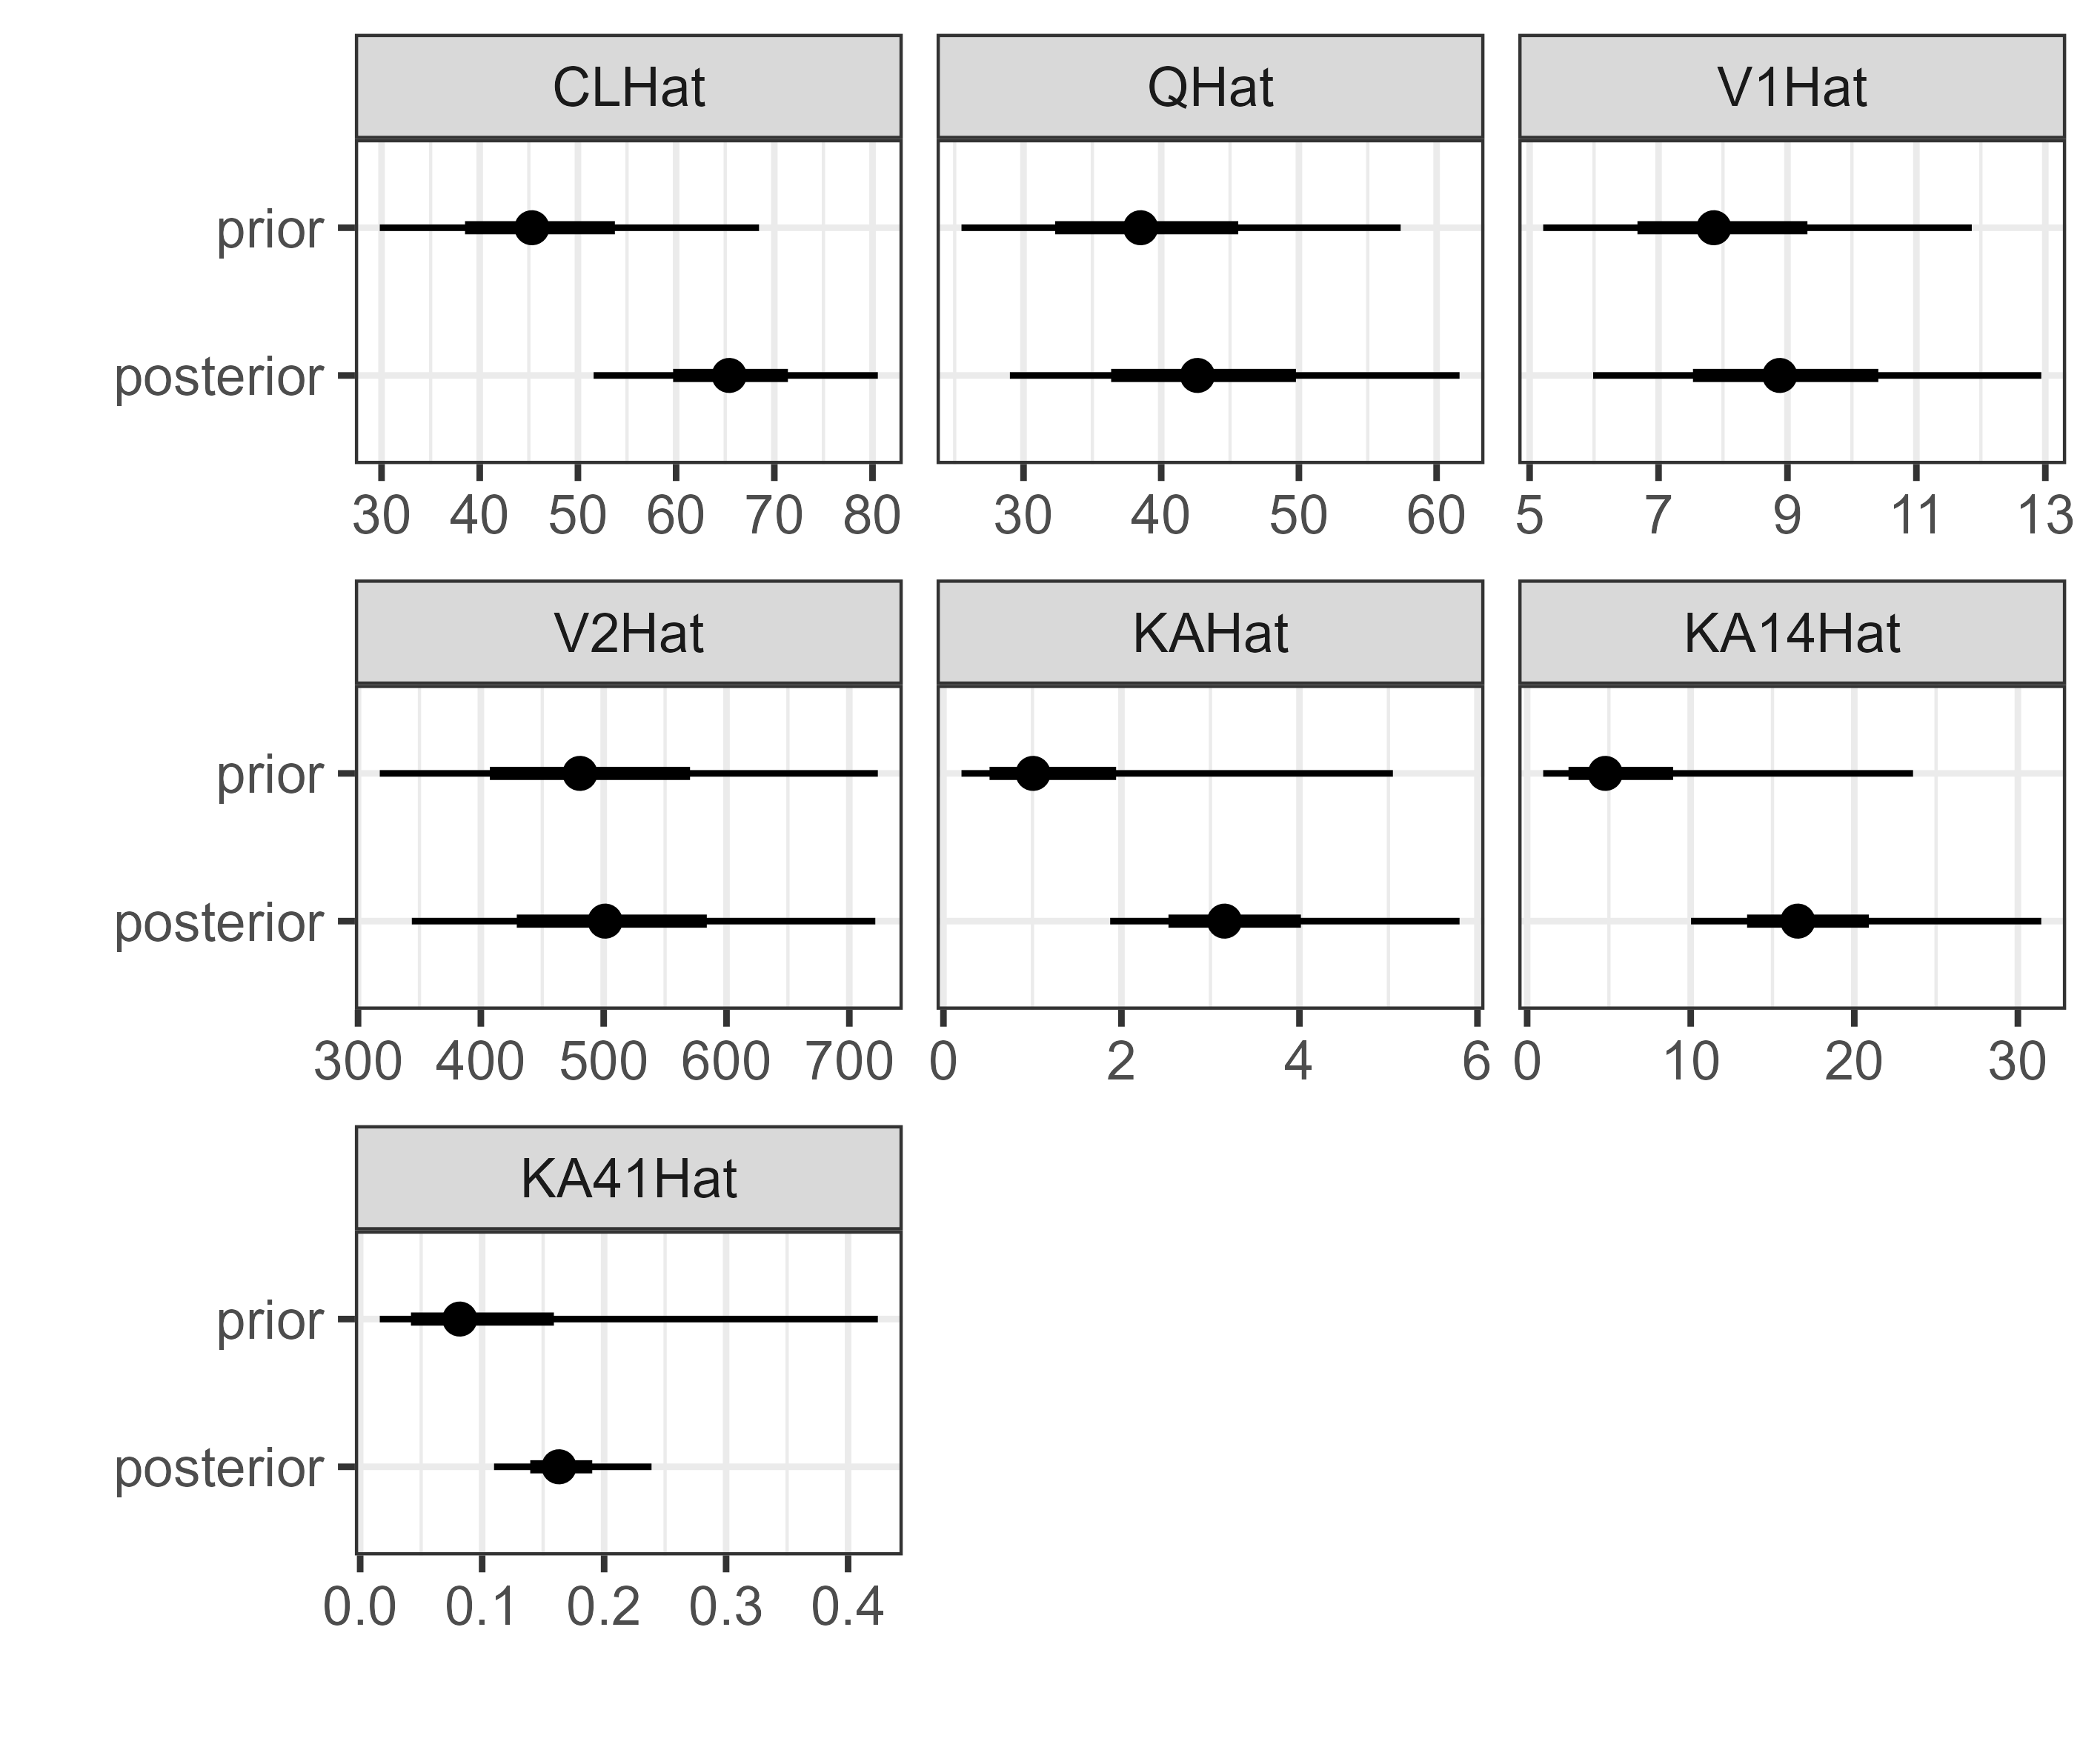 CLHat QHat V1Hat
prior
posterior
30 40 50 60 70 80 30 40 50 60 5 7 9 11 13
V2Hat KAHat KA14Hat
prior
posterior
300 400 500 600 700 0 2 4 6 0 10 20 30
KA41Hat
prior
posterior
0.0 0.1 0.2 0.3 0.4